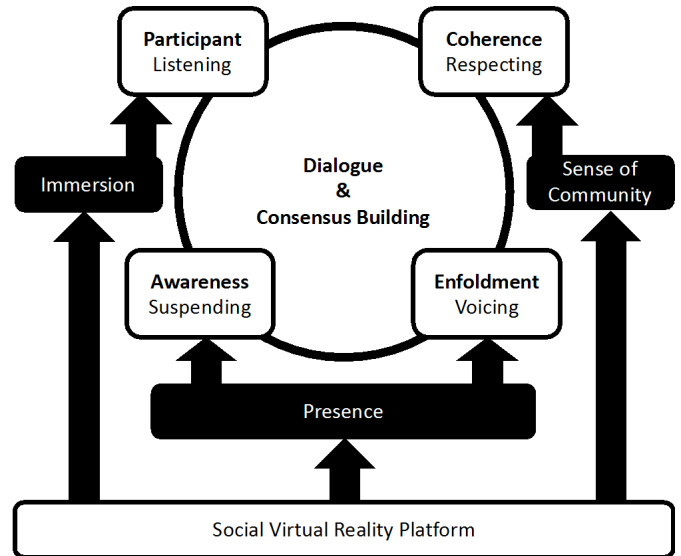 Participant
Listening
Coherence
Respecting
Immersion
Sense of
Community
Dialogue
&
Consensus Building
Awareness
Suspending
Enfoldment
Voicing
Presence
Social Virtual Reality Platform